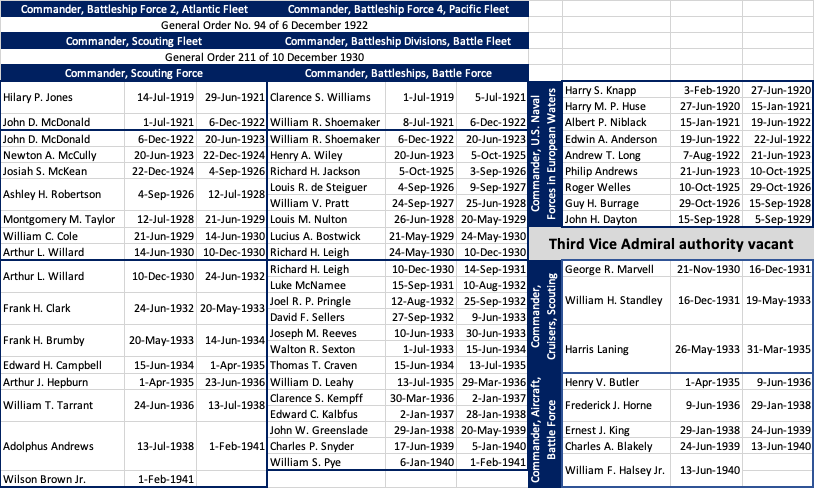 Commander, Battleship Force 2, Atlantic Fleet Commander, Battleship Force 4, Pacific Fleet
General Order No. 94 of 6 December 1922
Commander, Scouting Fleet Commander, Battleship Divisions, Battle Fleet
General Order 211 of 10 December 1930
Commander, Scouting Force Commander, Battleships, Battle Force
Hilary P. Jones 14-Jul-1919 29-Jun-1921
John D. McDonald 1-Jul-1921 6-Dec-1922
John D. McDonald 6-Dec-1922 20-Jun-1923
Newton A. McCully 20-Jun-1923 22-Dec-1924
Josiah S. McKean 22-Dec-1924 4-Sep-1926
Ashley H. Robertson 4-Sep-1926 12-Jul-1928
Montgomery M. Taylor 12-Jul-1928 21-Jun-1929
William C. Cole 21-Jun-1929 14-Jun-1930
Arthur L. Willard 14-Jun-1930 10-Dec-1930
Arthur L. Willard 10-Dec-1930 24-Jun-1932
Frank H. Clark 24-Jun-1932 20-May-1933
Frank H. Brumby 20-May-1933 14-Jun-1934
Edward H. Campbell 15-Jun-1934 1-Apr-1935
Arthur J. Hepburn 1-Apr-1935 23-Jun-1936
William T. Tarrant 24-Jun-1936 13-Jul-1938
Adolphus Andrews 13-Jul-1938 1-Feb-1941
Wilson Brown Jr. 1-Feb-1941
Clarence S. Williams 1-Jul-1919 5-Jul-1921
William R. Shoemaker 8-Jul-1921 6-Dec-1922
William R. Shoemaker 6-Dec-1922 20-Jun-1923
Henry A. Wiley 20-Jun-1923 5-Oct-1925
Richard H. Jackson 5-Oct-1925 3-Sep-1926
Louis R. de Steiguer 4-Sep-1926 9-Sep-1927
William V. Pratt 24-Sep-1927 25-Jun-1928
Louis M. Nulton 26-Jun-1928 20-May-1929
Lucius A. Bostwick 21-May-1929 24-May-1930
Richard H. Leigh 24-May-1930 10-Dec-1930
Richard H. Leigh 10-Dec-1930 14-Sep-1931
Luke McNamee 15-Sep-1931 10-Aug-1932
Joel R. P. Pringle 12-Aug-1932 25-Sep-1932
David F. Sellers 27-Sep-1932 9-Jun-1933
Joseph M. Reeves 10-Jun-1933 30-Jun-1933
Walton R. Sexton 1-Jul-1933 15-Jun-1934
Thomas T. Craven 15-Jun-1934 13-Jul-1935
William D. Leahy 13-Jul-1935 29-Mar-1936
Clarence S. Kempff 30-Mar-1936 2-Jan-1937
Edward C. Kalbfus 2-Jan-1937 28-Jan-1938
John W. Greenslade 29-Jan-1938 20-May-1939
Charles P. Snyder 17-Jun-1939 5-Jan-1940
William S. Pye 6-Jan-1940 1-Feb-1941
Commander, U.S. Naval
Forces in European Waters
Harry S. Knapp 3-Feb-1920 27-Jun-1920
Harry M. P. Huse 27-Jun-1920 15-Jan-1921
Albert P. Niblack 15-Jan-1921 19-Jun-1922
Edwin A. Anderson 19-Jun-1922 22-Jul-1922
Andrew T. Long 7-Aug-1922 21-Jun-1923
Philip Andrews 21-Jun-1923 10-Oct-1925
Roger Welles 10-Oct-1925 29-Oct-1926
Guy H. Burrage 29-Oct-1926 15-Sep-1928
John H. Dayton 15-Sep-1928 5-Sep-1929
Third Vice Admiral authority vacant
Commander,
Cruisers, Scouting
George R. Marvell 21-Nov-1930 16-Dec-1931
William H. Standley 16-Dec-1931 19-May-1933
Harris Laning 26-May-1933 31-Mar-1935
Commander, Aircraft,
Battle Force
Henry V. Butler 1-Apr-1935 9-Jun-1936
Frederick J. Horne 9-Jun-1936 29-Jan-1938
Ernest J. King 29-Jan-1938 24-Jun-1939
Charles A. Blakely 24-Jun-1939 13-Jun-1940
William F. Halsey Jr. 13-Jun-1940